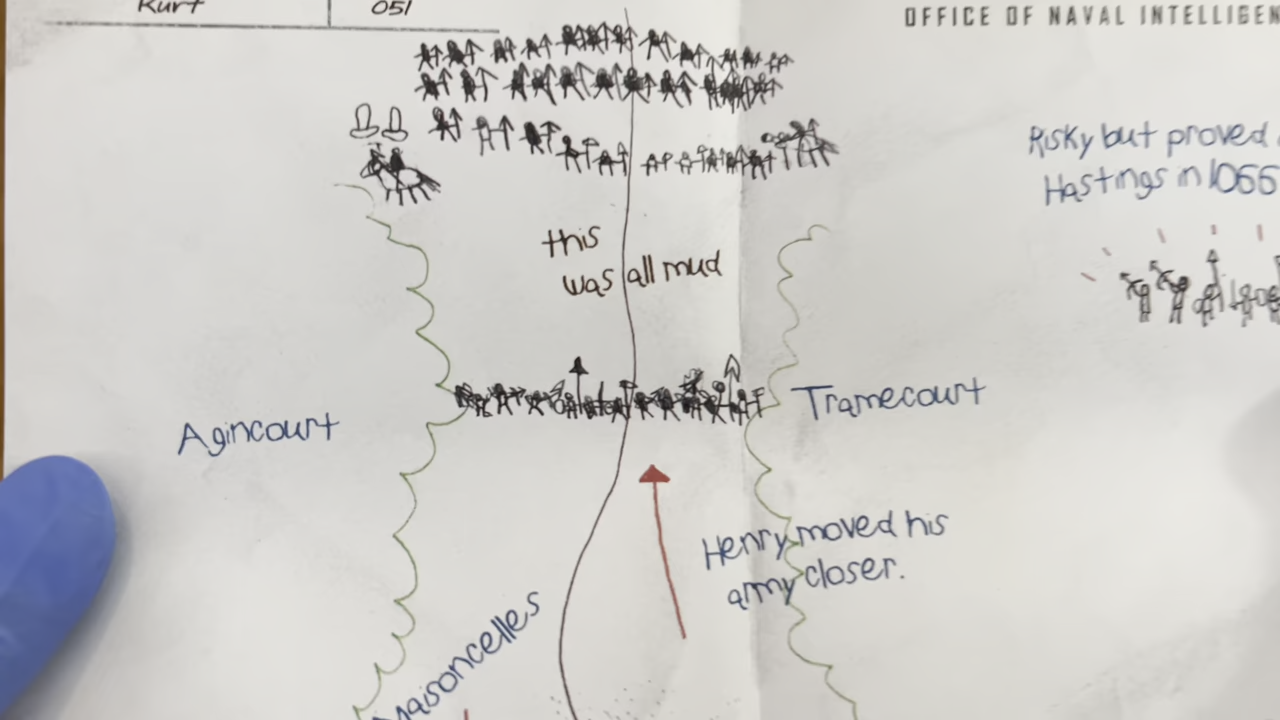 Kurt
051
OFFICE OF NAVAL INTELLIGEN
Risky but proved
Hastings in 1066
this
was all mud
Agincourt
Tramecourt
Henry moved his
army closer.
Maisoncelles